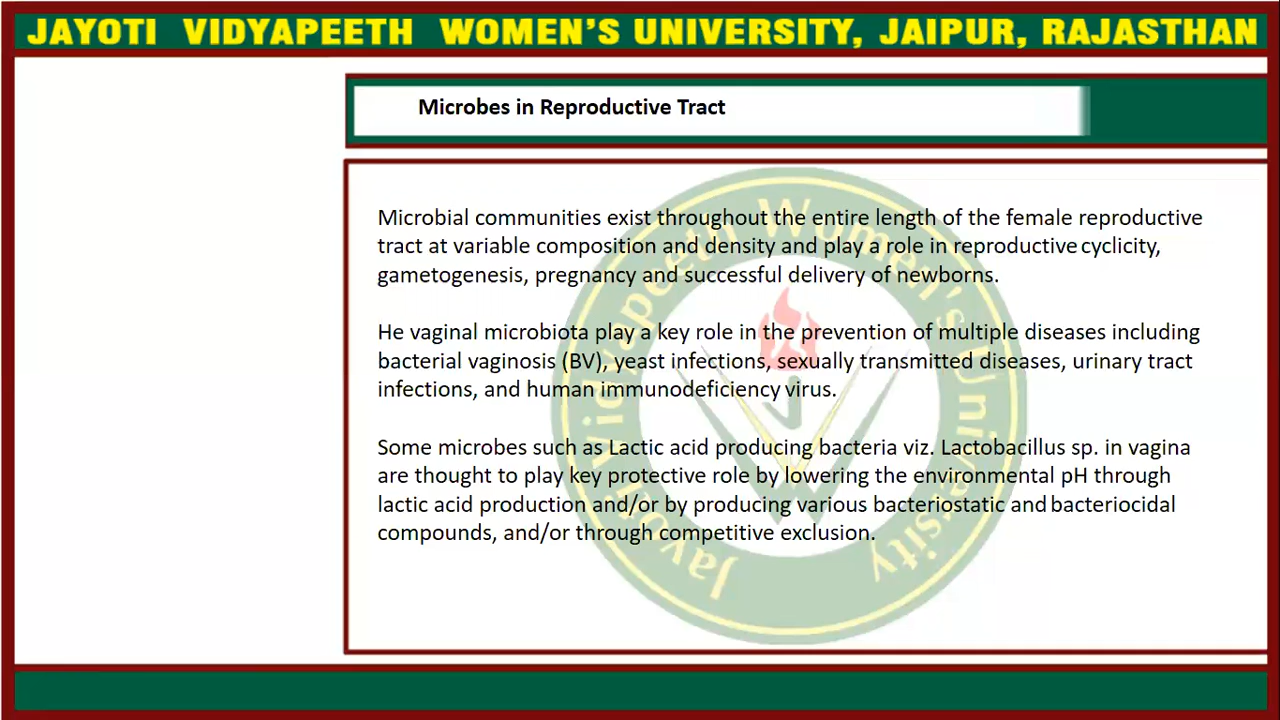 JAYOTI VIDYAPEETH WOMEN'S UNIVERSITY, JAIPUR, RAJASTHAN
Microbes in Reproductive Tract
Microbial communities exist throughout the entire length of the female reproductive
tract at variable composition and density and play a role in reproductive cyclicity,
gametogenesis, pregnancy and successful delivery of newborns.
He vaginal microbiota play a key role in the prevention of multiple diseases including
bacterial vaginosis (BV), yeast infections, sexually transmitted diseases, urinary tract
infections, and human immunodeficiency virus.
Some microbes such as Lactic acid producing bacteria viz. Lactobacillus sp. in vagina
are thought to play key protective role by lowering the environmental pH through
lactic acid production and/or by producing various bacteriostatic and bacteriocidal
compounds, and/or through competitive exclusion.
Jayoti Vidyapeeth Women's University